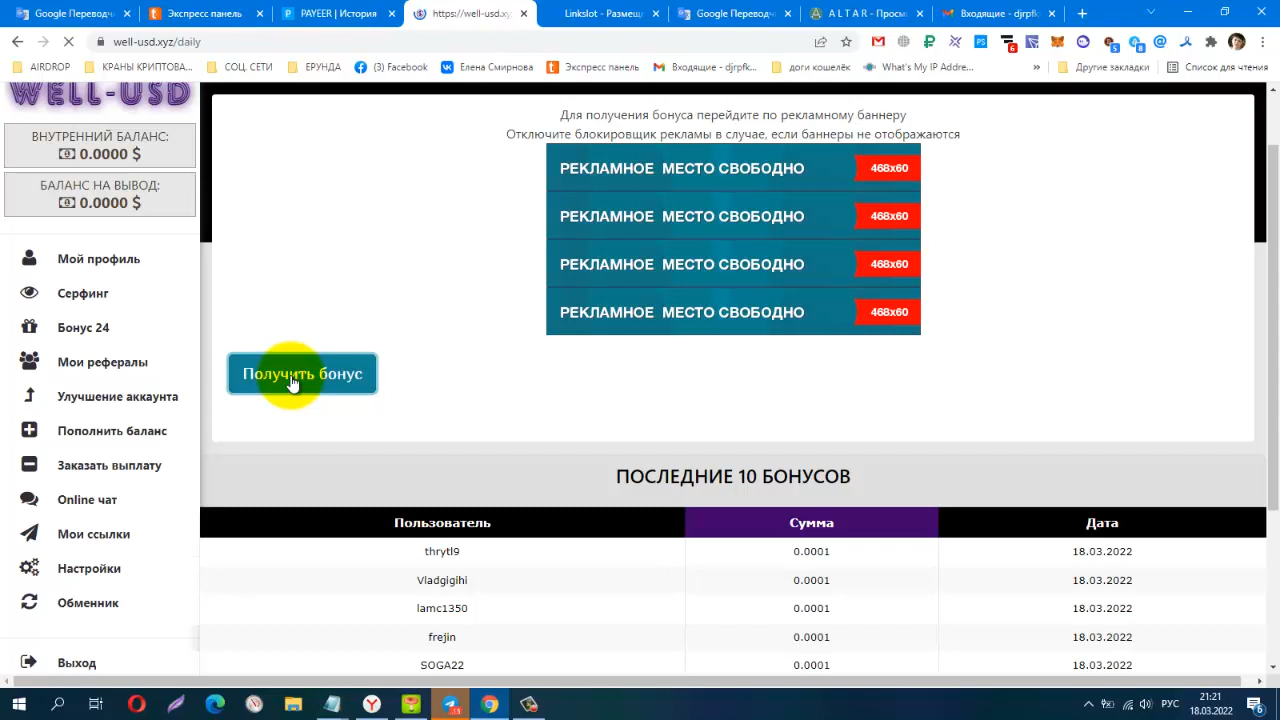 Google Переводч
Экспресс панель
PAYEER | История
https://well-usd.xy
Linkslot - Размещ
Google Переводч
A L T A R - Просм
Входящие - djrpf
well-usd.xyz/daily
6
5
8
AIRDROP
КРАНЫ КРИПТОВА...
СОЦ. СЕТИ
ЕРУНДА
(3) Facebook
Елена Смирнова
Экспресс панель
Входящие - djrpfk...
доги кошелёк
What's My IP Addre...
»
Другие закладки
Список для чтения
WELL-USD
ВНУТРЕННИЙ БАЛАНС:
0.0000 $
БАЛАНС НА ВЫВОД:
0.0000 $
Мой профиль
Серфинг
Бонус 24
Мои рефералы
Улучшение аккаунта
Пополнить баланс
Заказать выплату
Online чат
Мои ссылки
Настройки
Обменник
Выход
Для получения бонуса перейдите по рекламному баннеру
Отключите блокировщик рекламы в случае, если баннеры не отображаются
РЕКЛАМНОЕ МЕСТО СВОБОДНО 468x60
РЕКЛАМНОЕ МЕСТО СВОБОДНО 468x60
РЕКЛАМНОЕ МЕСТО СВОБОДНО 468x60
РЕКЛАМНОЕ МЕСТО СВОБОДНО 468x60
Получить бонус
ПОСЛЕДНИЕ 10 БОНУСОВ
Пользователь Сумма Дата
thrytl9 0.0001 18.03.2022
Vladgigihi 0.0001 18.03.2022
lamc1350 0.0001 18.03.2022
frejin 0.0001 18.03.2022
SOGA22 0.0001 18.03.2022
РУС
21:21
18.03.2022